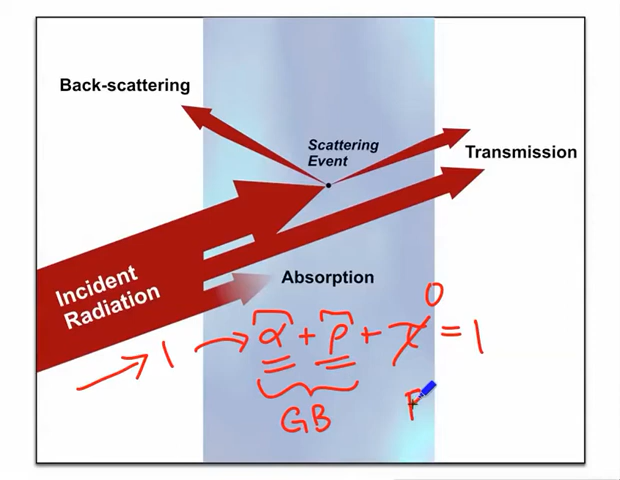 Back-scattering
Scattering
Event
Transmission
Incident
Radiation
Absorption
0
→ 1 → α + ρ + τ = 1
GB
F